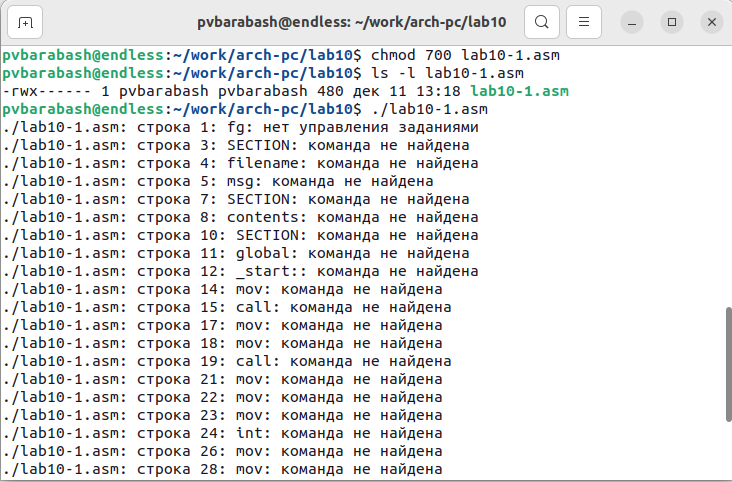 pvbarabash@endless: ~/work/arch-pc/lab10
pvbarabash@endless:~/work/arch-pc/lab10$ chmod 700 lab10-1.asm
pvbarabash@endless:~/work/arch-pc/lab10$ ls -l lab10-1.asm
-rwx------ 1 pvbarabash pvbarabash 480 дек 11 13:18 lab10-1.asm
pvbarabash@endless:~/work/arch-pc/lab10$ ./lab10-1.asm
./lab10-1.asm: строка 1: fg: нет управления заданиями
./lab10-1.asm: строка 3: SECTION: команда не найдена
./lab10-1.asm: строка 4: filename: команда не найдена
./lab10-1.asm: строка 5: msg: команда не найдена
./lab10-1.asm: строка 7: SECTION: команда не найдена
./lab10-1.asm: строка 8: contents: команда не найдена
./lab10-1.asm: строка 10: SECTION: команда не найдена
./lab10-1.asm: строка 11: global: команда не найдена
./lab10-1.asm: строка 12: _start:: команда не найдена
./lab10-1.asm: строка 14: mov: команда не найдена
./lab10-1.asm: строка 15: call: команда не найдена
./lab10-1.asm: строка 17: mov: команда не найдена
./lab10-1.asm: строка 18: mov: команда не найдена
./lab10-1.asm: строка 19: call: команда не найдена
./lab10-1.asm: строка 21: mov: команда не найдена
./lab10-1.asm: строка 22: mov: команда не найдена
./lab10-1.asm: строка 23: mov: команда не найдена
./lab10-1.asm: строка 24: int: команда не найдена
./lab10-1.asm: строка 26: mov: команда не найдена
./lab10-1.asm: строка 28: mov: команда не найдена